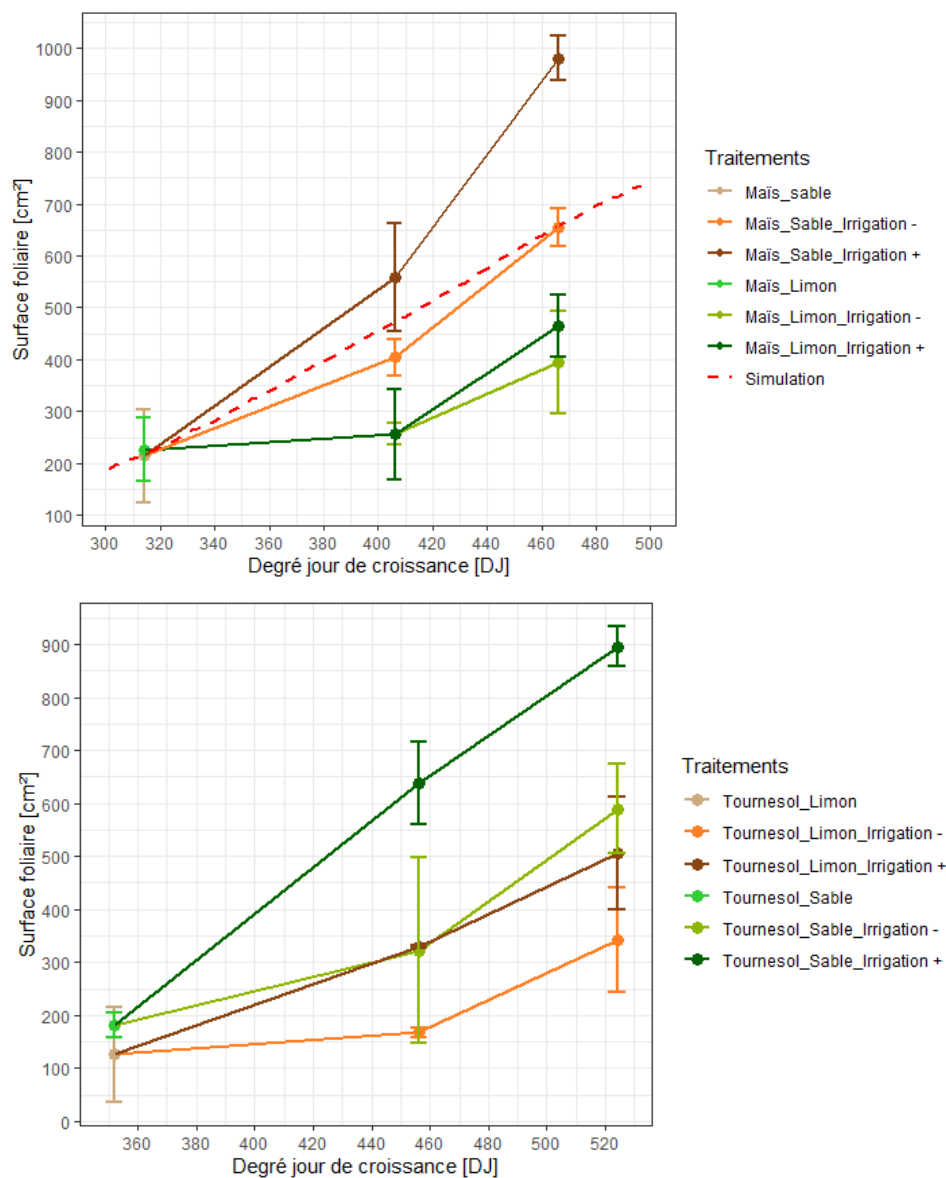 Surface foliaire [cm²]
1000
900
800
700
600
500
400
300
200
100
300 320 340 360 380 400 420 440 460 480 500
Degré jour de croissance [DJ]
Traitements
Maïs_sable
Maïs_Sable_Irrigation -
Maïs_Sable_Irrigation +
Maïs_Limon
Maïs_Limon_Irrigation -
Maïs_Limon_Irrigation +
Simulation
Surface foliaire [cm²]
900
800
700
600
500
400
300
200
100
0
360 380 400 420 440 460 480 500 520
Degré jour de croissance [DJ]
Traitements
Tournesol_Limon
Tournesol_Limon_Irrigation -
Tournesol_Limon_Irrigation +
Tournesol_Sable
Tournesol_Sable_Irrigation -
Tournesol_Sable_Irrigation +